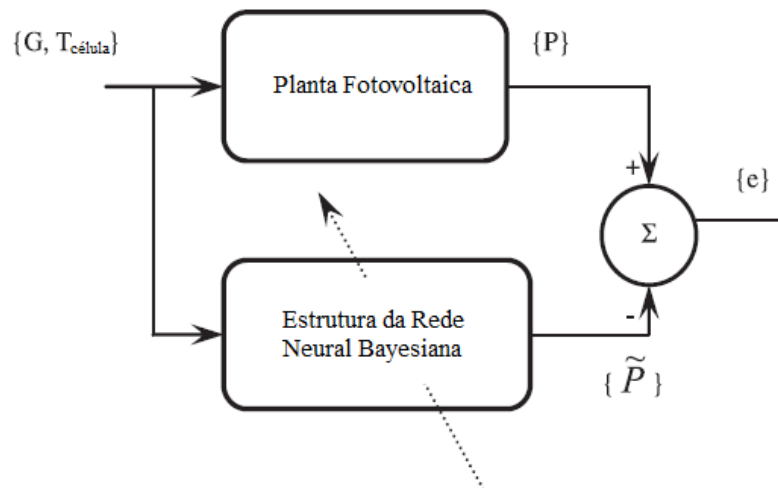 {G, Tcélula}
{P}
Planta Fotovoltaica
+
{e}
Σ
Estrutura da Rede
Neural Bayesiana
-
{ P̃ }